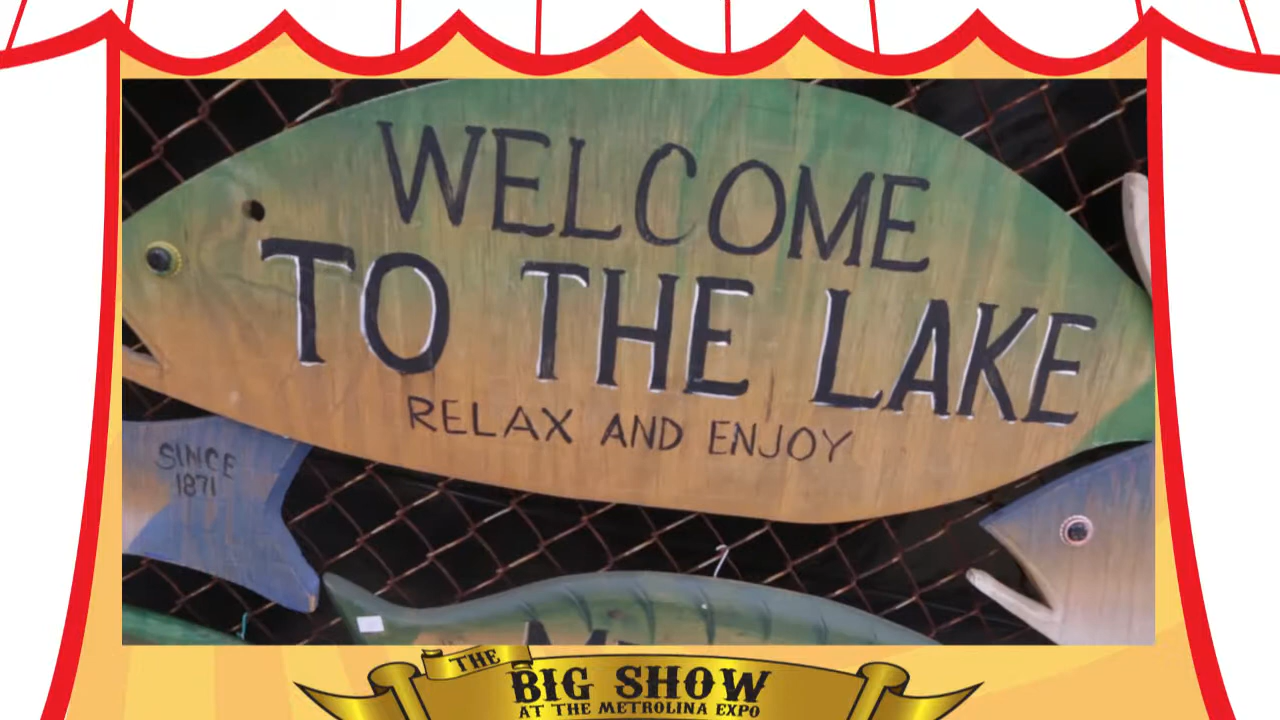 WELCOME
TO THE LAKE
RELAX AND ENJOY
SINCE
1871
THE
BIG SHOW
AT THE METROLINA EXPO